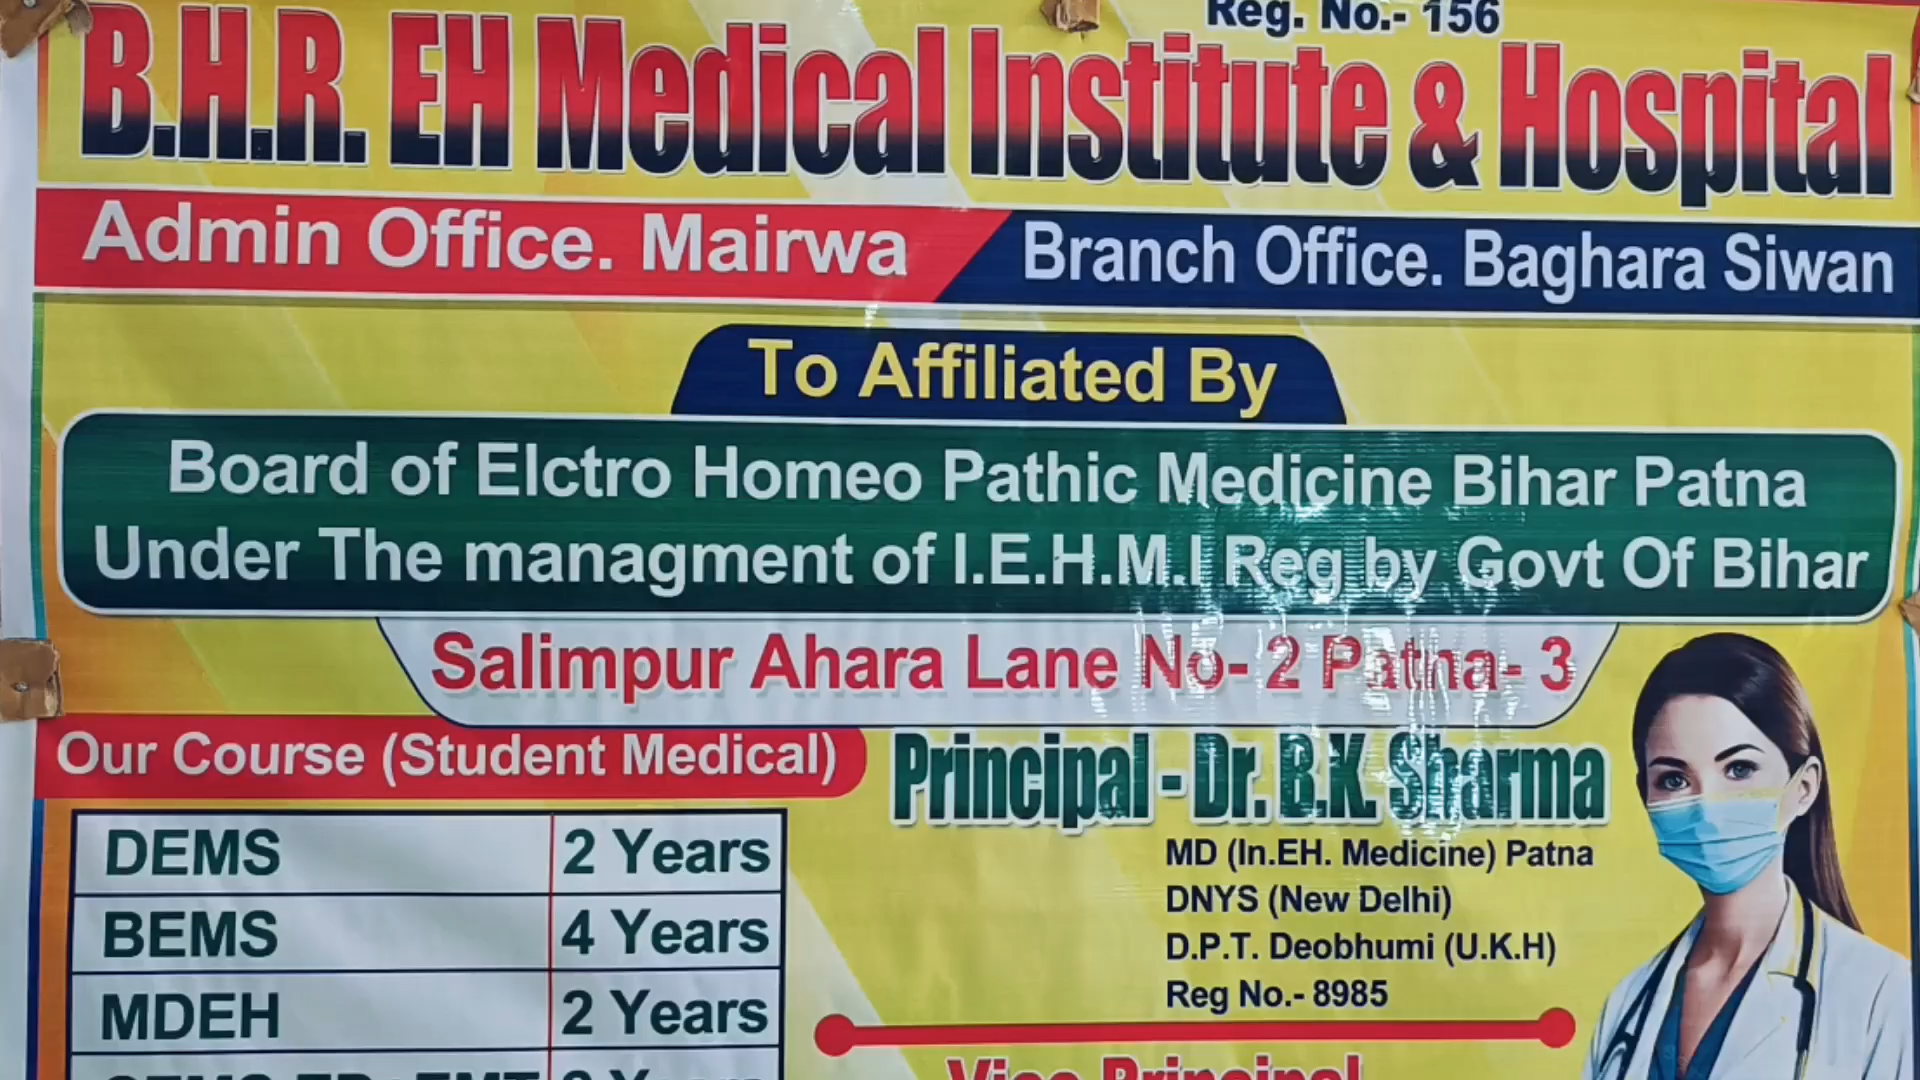 Reg. No.- 156
B.H.R. EH Medical Institute & Hospital
Admin Office. Mairwa
Branch Office. Baghara Siwan
To Affiliated By
Board of Elctro Homeo Pathic Medicine Bihar Patna
Under The managment of I.E.H.M.I Reg by Govt Of Bihar
Salimpur Ahara Lane No- 2 Patna- 3
Our Course (Student Medical)
DEMS 2 Years
BEMS 4 Years
MDEH 2 Years
Principal - Dr. B.K. Sharma
MD (In.EH. Medicine) Patna
DNYS (New Delhi)
D.P.T. Deobhumi (U.K.H)
Reg No.- 8985
Vice Principal